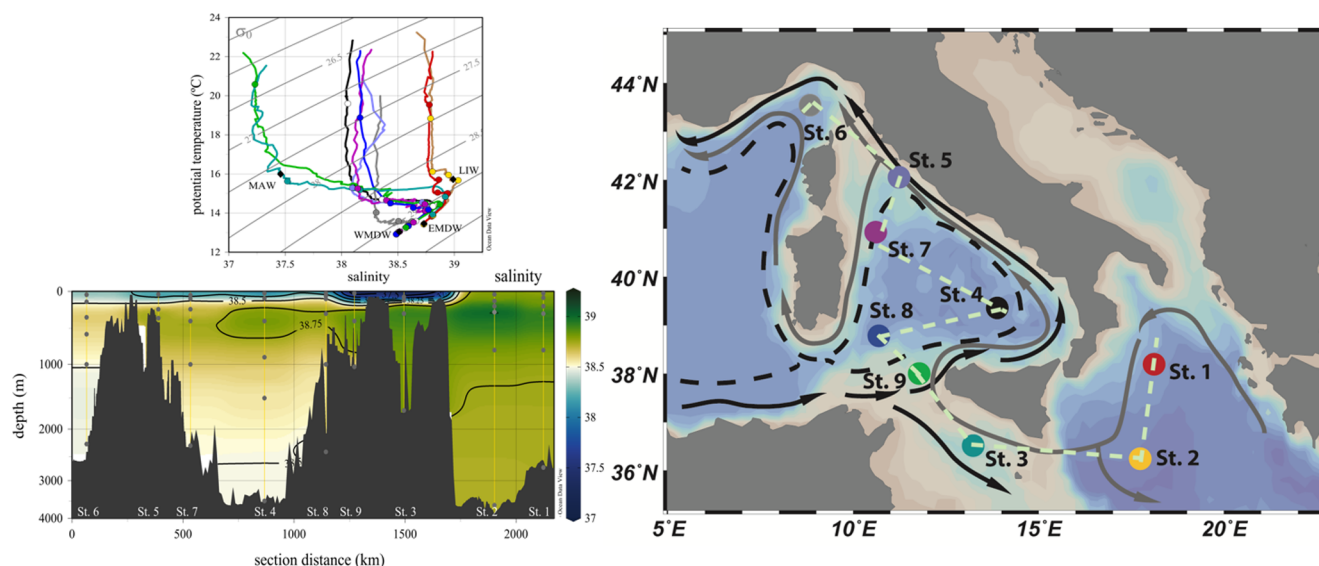 24
22
20
18
16
14
12
potential temperature (°C)
σ0
26.5
27.5
28
MAW
LIW
WMDW
EMDW
Ocean Data View
37
37.5
38
38.5
39
salinity
salinity
0
1000
2000
3000
4000
depth (m)
38.5
38.75
St. 6
St. 5
St. 7
St. 4
St. 8
St. 9
St. 3
St. 2
St. 1
0
500
1000
1500
2000
section distance (km)
39
38.5
38
37.5
37
Ocean Data View
44°N
42°N
40°N
38°N
36°N
5°E
10°E
15°E
20°E
St. 6
St. 5
St. 7
St. 4
St. 8
St. 9
St. 1
St. 3
St. 2